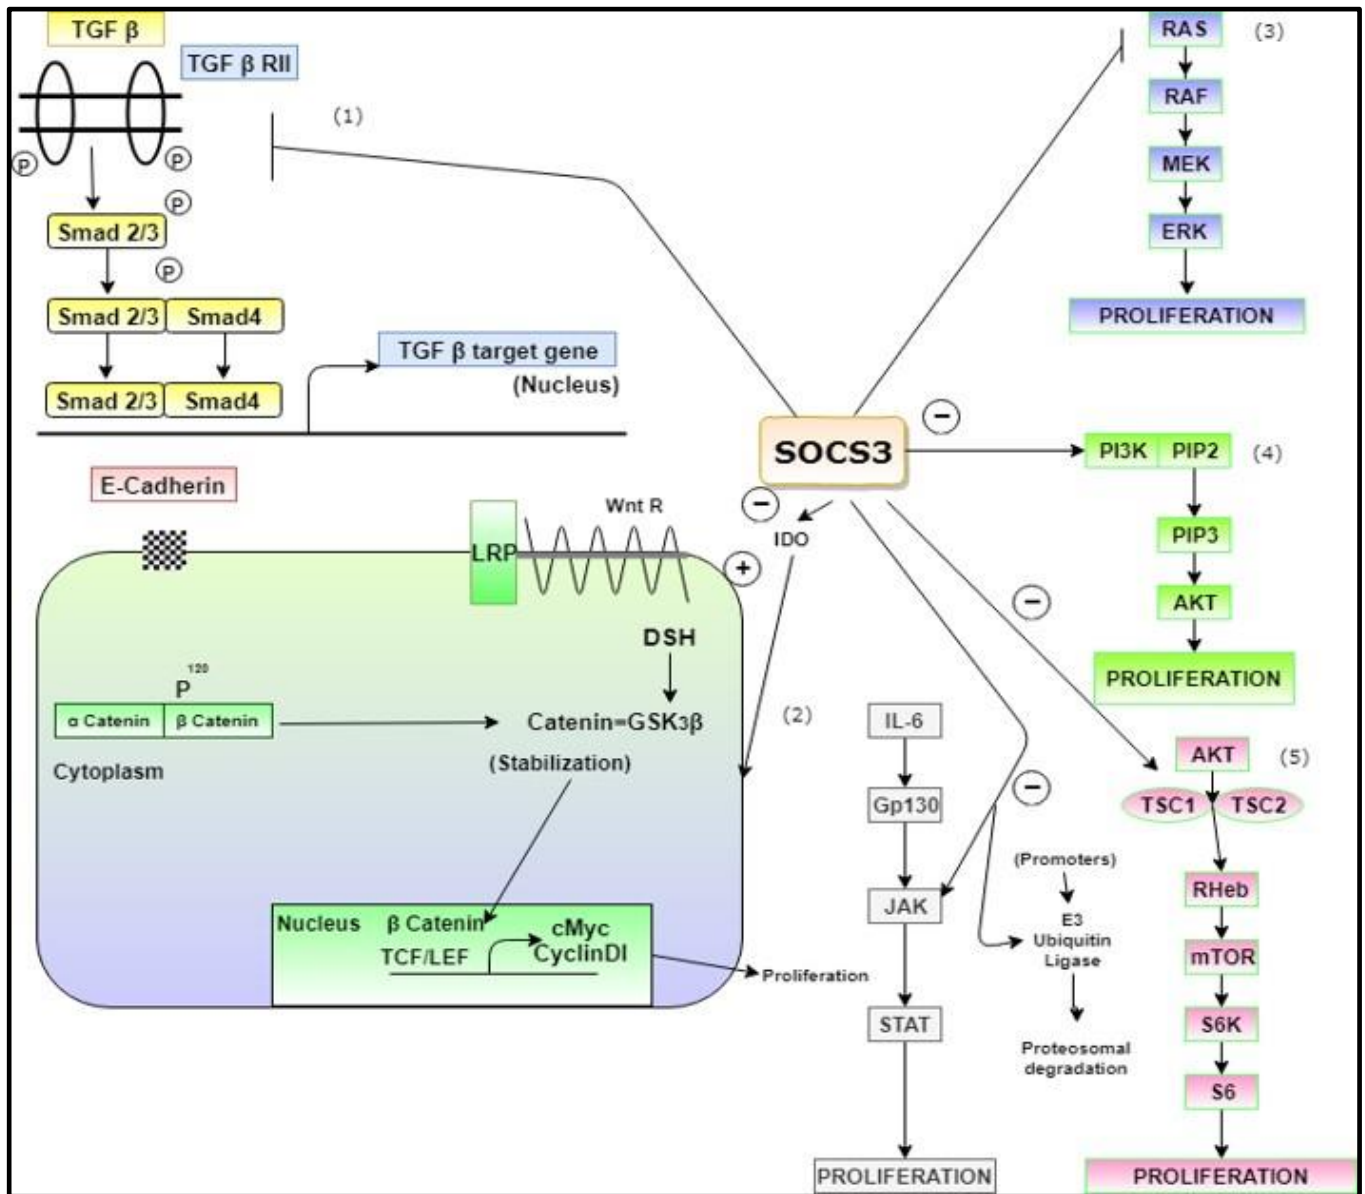 TGF β
TGF β RII
(1)
P
P
P
Smad 2/3
P
Smad 2/3 Smad4
Smad 2/3 Smad4
TGF β target gene
(Nucleus)
RAS
(3)
RAF
MEK
ERK
PROLIFERATION
SOCS3
−
PI3K PIP2
(4)
PIP3
AKT
PROLIFERATION
E-Cadherin
LRP
Wnt R
−
IDO
+
DSH
P120
α Catenin β Catenin
Catenin=GSK3β
(Stabilization)
Cytoplasm
(2)
Nucleus
β Catenin
TCF/LEF
cMyc
CyclinDI
Proliferation
IL-6
Gp130
JAK
STAT
PROLIFERATION
−
−
(Promoters)
E3
Ubiquitin
Ligase
Proteosomal
degradation
AKT
(5)
TSC1 TSC2
RHeb
mTOR
S6K
S6
PROLIFERATION